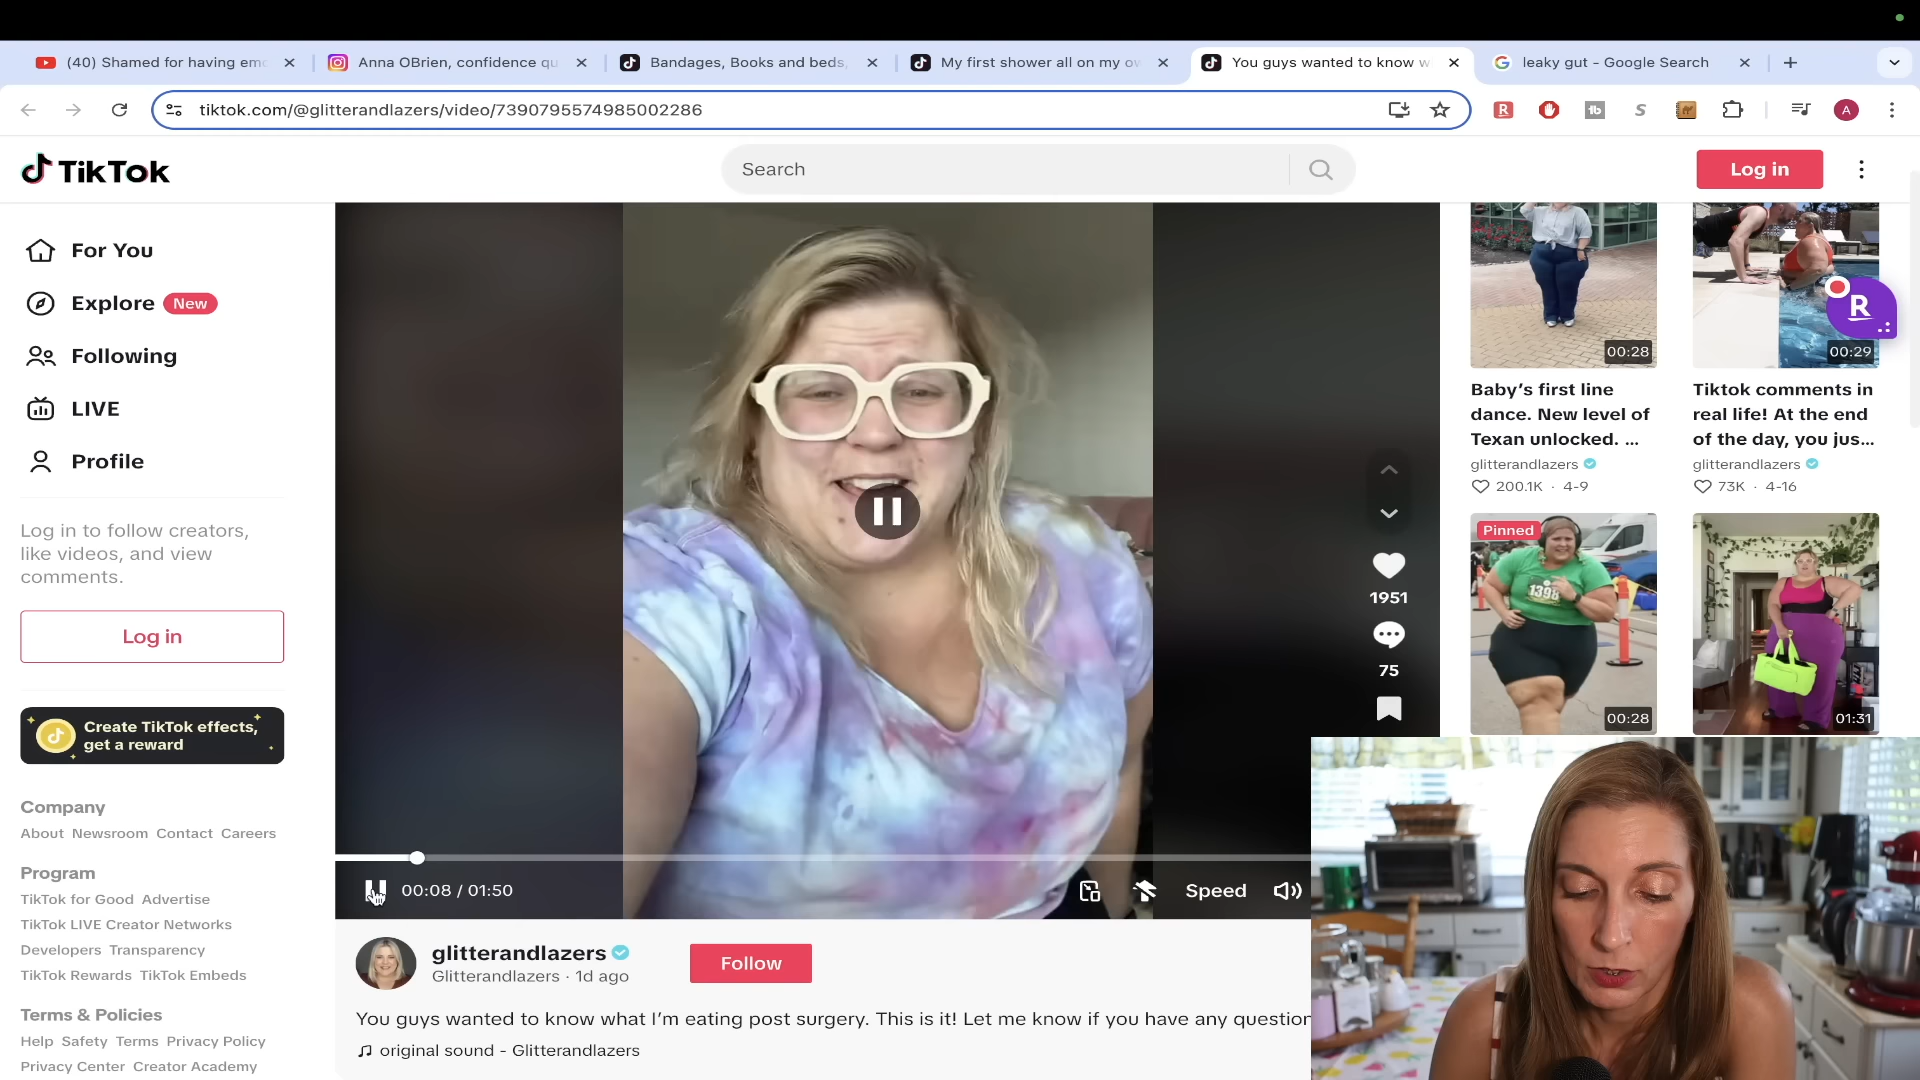 (40) Shamed for having emo
Anna OBrien, confidence qu
Bandages, Books and beds,
My first shower all on my ow
You guys wanted to know w
leaky gut - Google Search
tiktok.com/@glitterandlazers/video/7390795574985002286
TikTok
Search
Log in
For You
Explore New
Following
LIVE
Profile
Log in to follow creators,
like videos, and view
comments.
Log in
Create TikTok effects,
get a reward
Company
About Newsroom Contact Careers
Program
TikTok for Good Advertise
TikTok LIVE Creator Networks
Developers Transparency
TikTok Rewards TikTok Embeds
Terms & Policies
Help Safety Terms Privacy Policy
Privacy Center Creator Academy
1951
75
00:08 / 01:50
Speed
glitterandlazers
Glitterandlazers · 1d ago
Follow
You guys wanted to know what I'm eating post surgery. This is it! Let me know if you have any question
original sound - Glitterandlazers
00:28
Baby's first line
dance. New level of
Texan unlocked. ...
glitterandlazers
200.1K · 4-9
00:29
Tiktok comments in
real life! At the end
of the day, you jus...
glitterandlazers
73K · 4-16
R
Pinned
1398
00:28
01:31